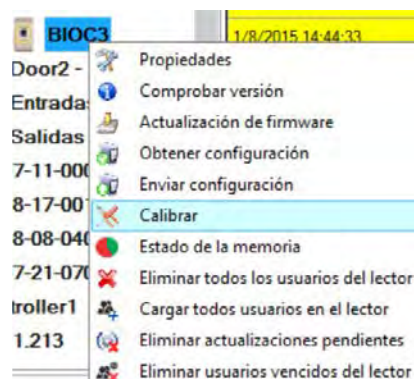 BIOC3
1/8/2015 14:44:33
Door2 -
Propiedades
Entrada
Comprobar versión
Salidas
Actualización de firmware
7-11-000
Obtener configuración
8-17-00
Enviar configuración
Calibrar
8-08-040
Estado de la memoria
7-21-070
Eliminar todos los usuarios del lector
troller1
Cargar todos usuarios en el lector
1.213
Eliminar actualizaciones pendientes
Eliminar usuarios vencidos del lector